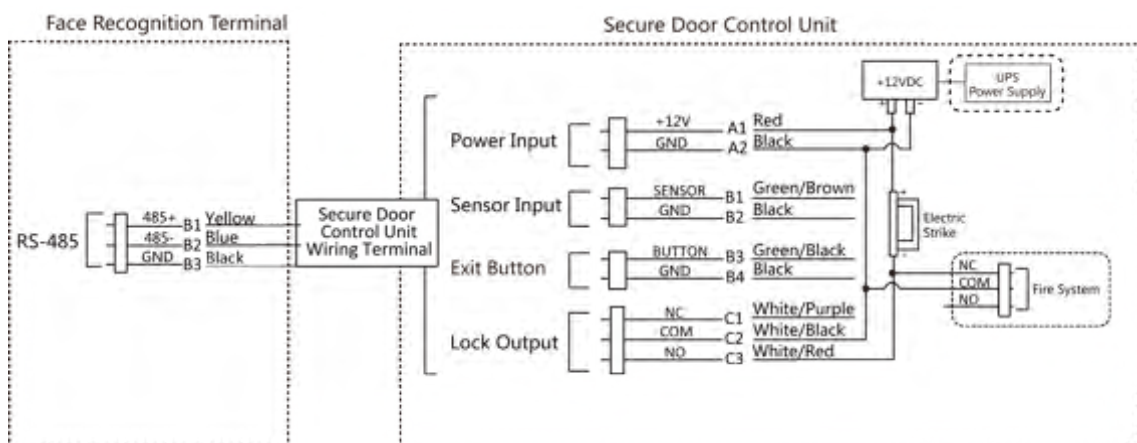 Face Recognition Terminal
Secure Door Control Unit
+12VDC
UPS
Power Supply
+ -
Power Input
+12V A1 Red
GND A2 Black
Sensor Input
SENSOR B1 Green/Brown
GND B2 Black
RS-485
485+ B1 Yellow
485- B2 Blue
GND B3 Black
Secure Door
Control Unit
Wiring Terminal
+
Electric
Strike
-
Exit Button
BUTTON B3 Green/Black
GND B4 Black
NC
COM
NO
Fire System
Lock Output
NC C1 White/Purple
COM C2 White/Black
NO C3 White/Red